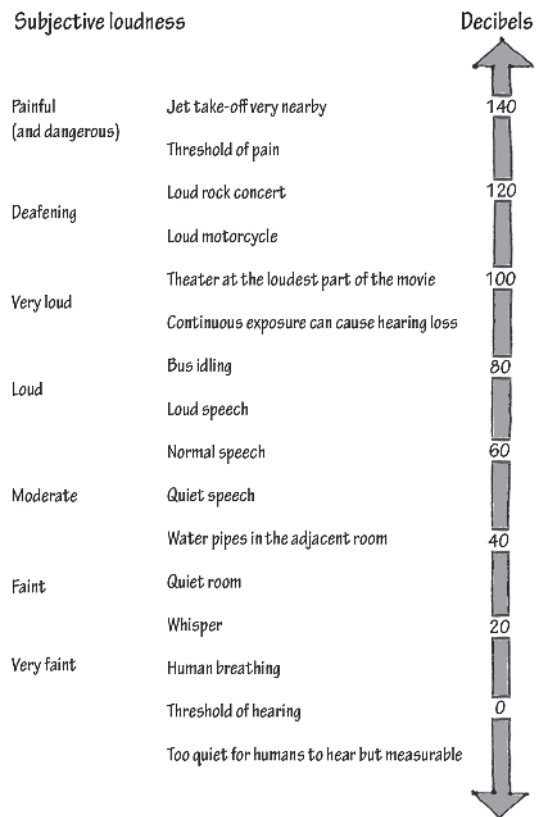 Subjective loudness Decibels
Painful Jet take-off very nearby 140
(and dangerous)
Threshold of pain
Loud rock concert 120
Deafening
Loud motorcycle
Theater at the loudest part of the movie 100
Very loud
Continuous exposure can cause hearing loss
Bus idling 80
Loud
Loud speech
Normal speech 60
Moderate Quiet speech
Water pipes in the adjacent room 40
Faint Quiet room
Whisper 20
Very faint Human breathing
Threshold of hearing 0
Too quiet for humans to hear but measurable